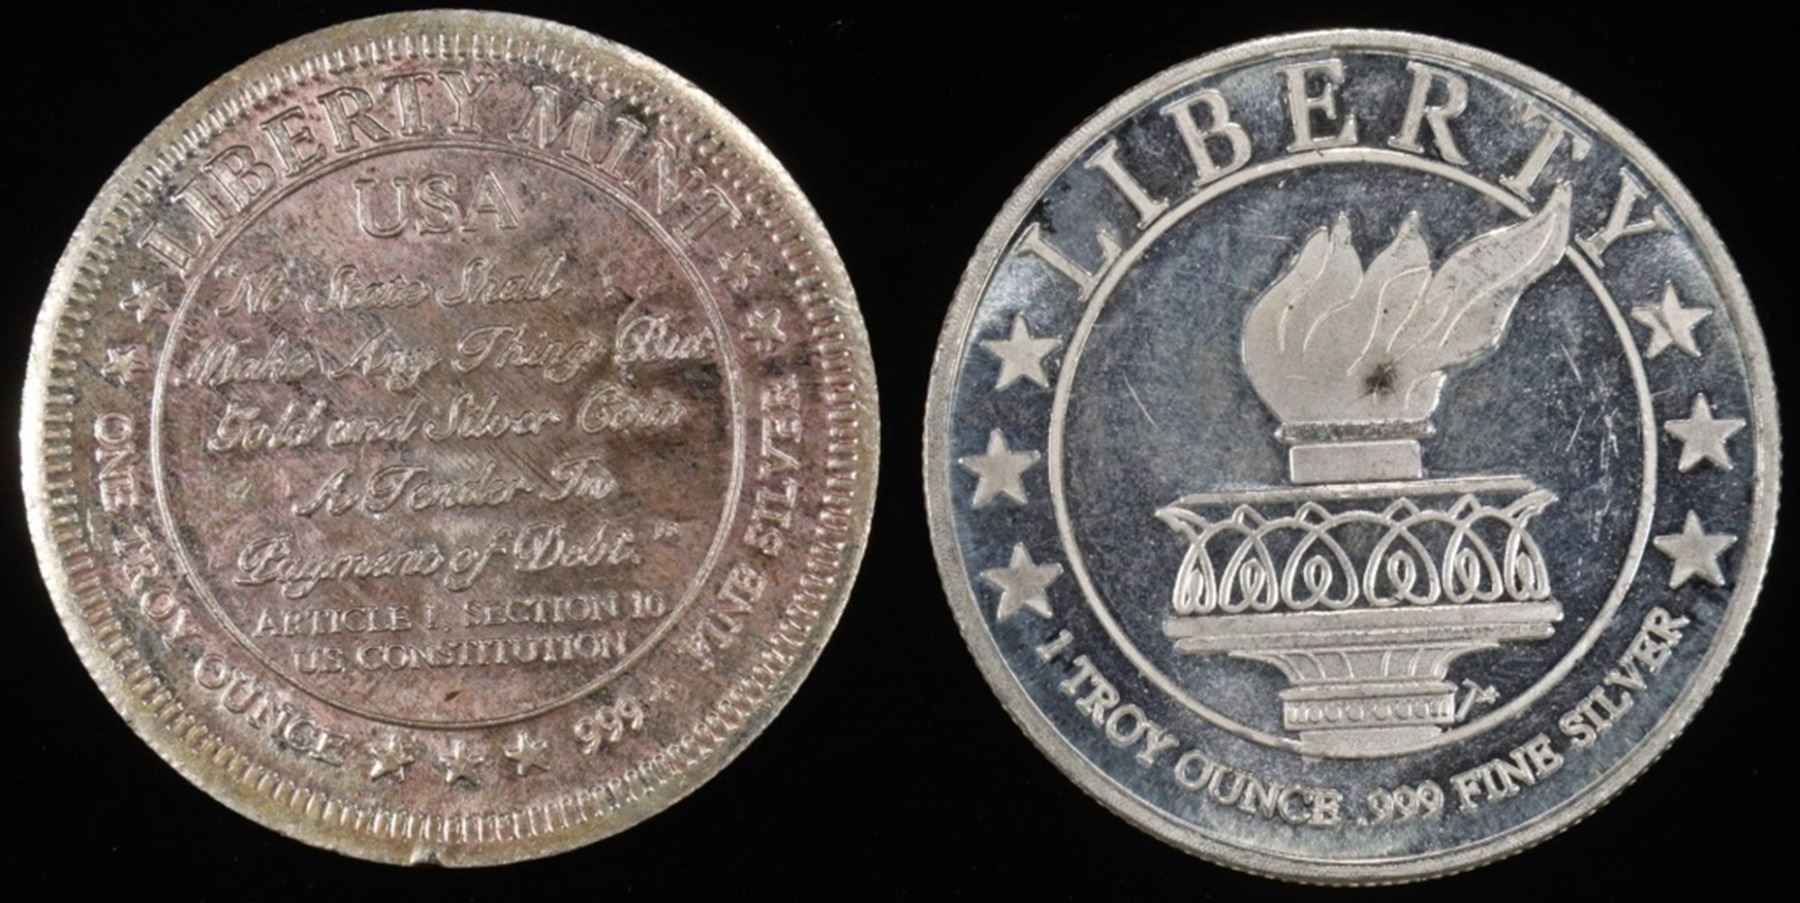 LIBERTY MINT
USA
"No State Shall
Make Any Thing But
Gold and Silver Coin
A Tender In
Payment of Debt."
ARTICLE I, SECTION 10
U.S. CONSTITUTION
ONE TROY OUNCE
999+ FINE SILVER
LIBERTY
1 TROY OUNCE .999 FINE SILVER